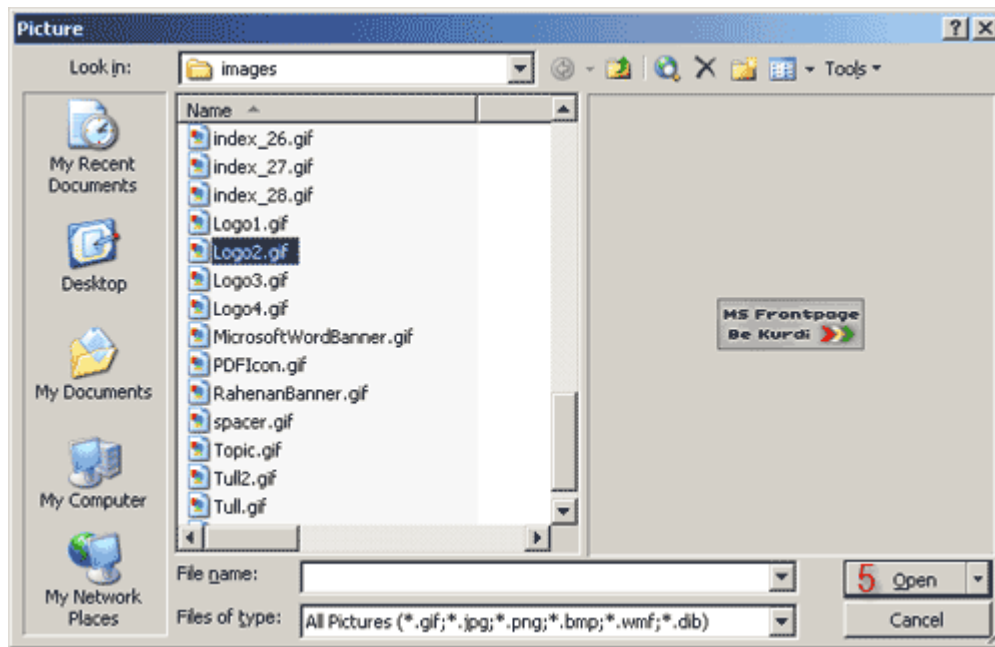 Picture
Look in:
images
Tools
Name
My Recent
Documents
Desktop
My Documents
My Computer
My Network
Places
index_26.gif
index_27.gif
index_28.gif
Logo1.gif
Logo2.gif
Logo3.gif
Logo4.gif
MicrosoftWordBanner.gif
PDFIcon.gif
RahenanBanner.gif
spacer.gif
Topic.gif
Tull2.gif
Tull.gif
MS Frontpage
Be Kurdi
File name:
5 Open
Files of type:
All Pictures (*.gif;*.jpg;*.png;*.bmp;*.wmf;*.dib)
Cancel